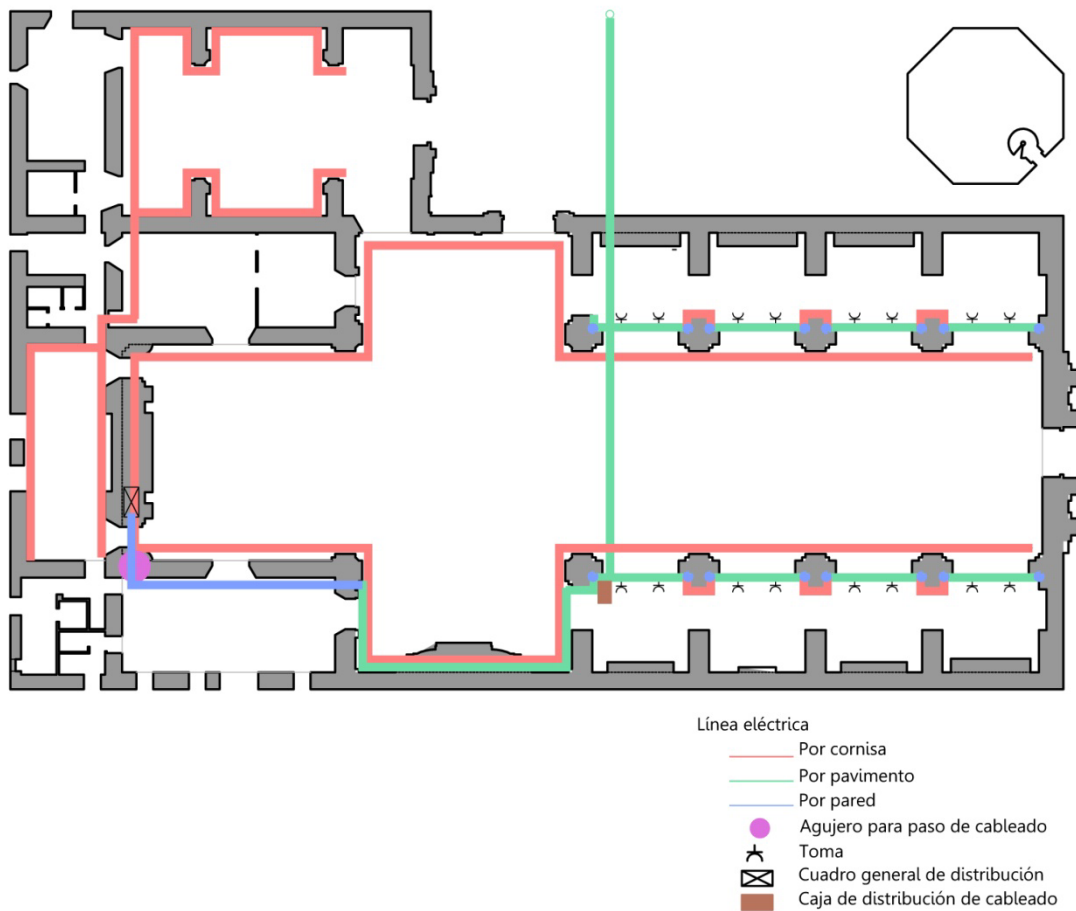 Línea eléctrica
Por cornisa
Por pavimento
Por pared
Agujero para paso de cableado
Toma
Cuadro general de distribución
Caja de distribución de cableado